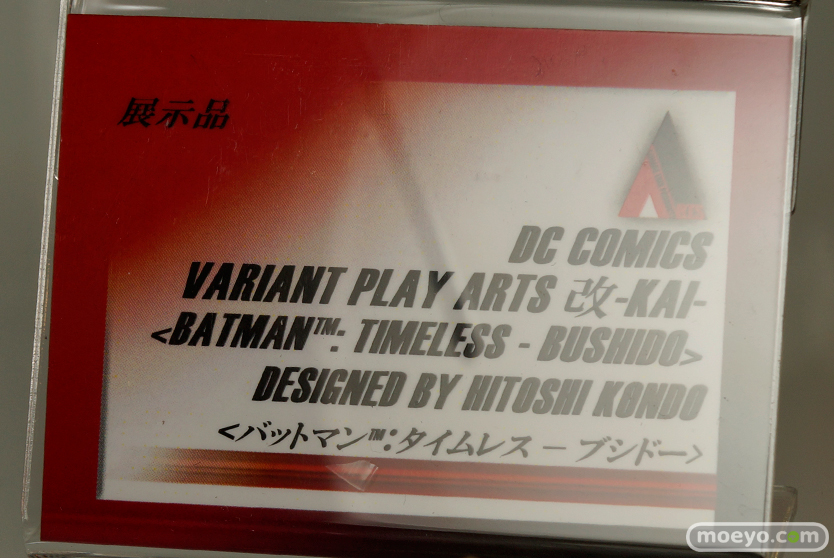 展示品
DC COMICS
VARIANT PLAY ARTS 改-KAI-
<BATMAN™: TIMELESS - BUSHIDO>
DESIGNED BY HITOSHI KONDO
<バットマン™:タイムレス − ブシドー>
moeyo.com